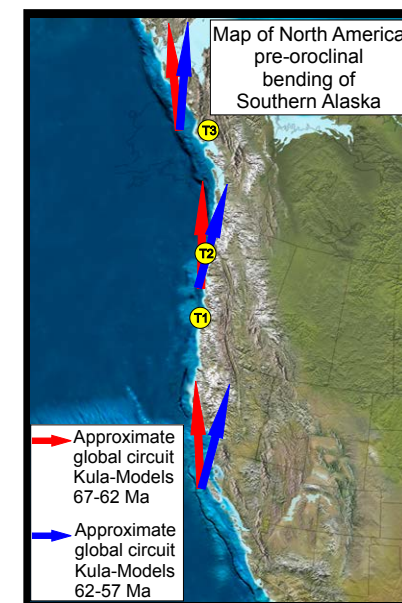 Map of North America
pre-oroclinal
bending of
Southern Alaska
T3
T2
T1
Approximate
global circuit
Kula-Models
67-62 Ma
Approximate
global circuit
Kula-Models
62-57 Ma